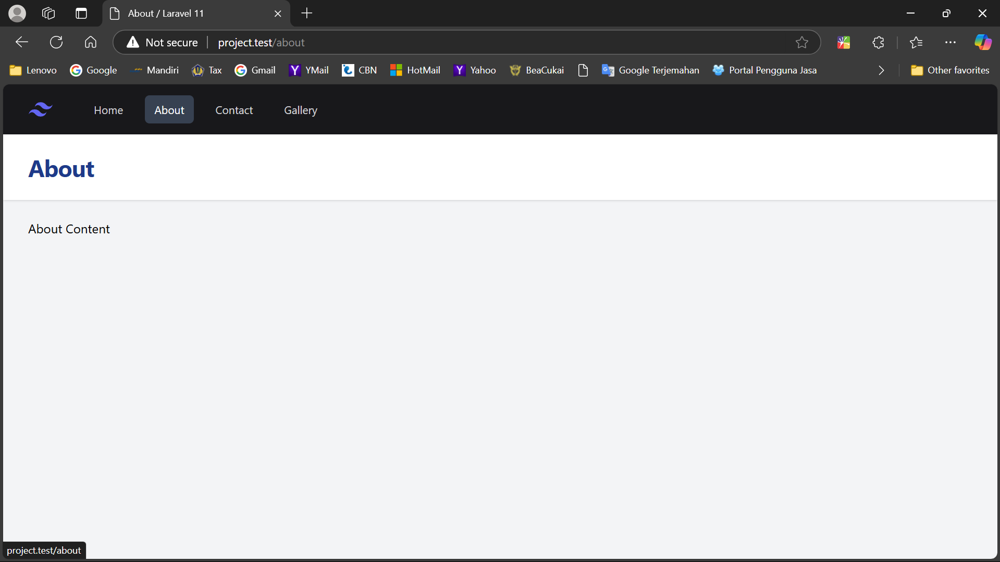 About / Laravel 11
Not secure project.test/about
Lenovo Google Mandiri Tax Gmail YMail CBN HotMail Yahoo BeaCukai Google Terjemahan Portal Pengguna Jasa Other favorites
Home About Contact Gallery
About
About Content
project.test/about